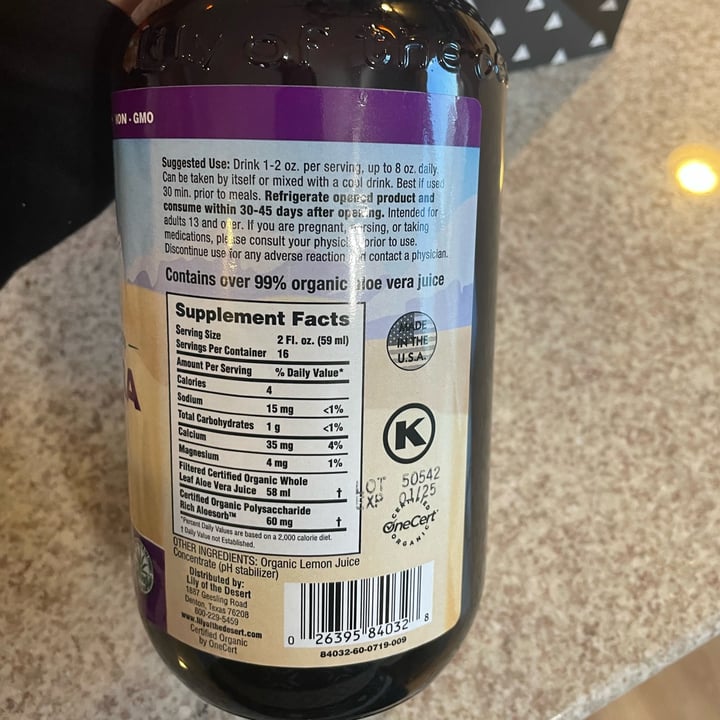 Lily of the
NON - GMO
Suggested Use: Drink 1-2 oz. per serving, up to 8 oz. daily.
Can be taken by itself or mixed with a cool drink. Best if used
30 min. prior to meals. Refrigerate opened product and
consume within 30-45 days after opening. Intended for
adults 13 and over. If you are pregnant, nursing, or taking
medications, please consult your physician prior to use.
Discontinue use for any adverse reaction and contact a physician.
Contains over 99% organic aloe vera juice
Supplement Facts
Serving Size 2 Fl. oz. (59 ml)
Servings Per Container 16
Amount Per Serving % Daily Value*
Calories 4
Sodium 15 mg <1%
Total Carbohydrates 1 g <1%
Calcium 35 mg 4%
Magnesium 4 mg 1%
Filtered Certified Organic Whole
Leaf Aloe Vera Juice 58 ml †
Certified Organic Polysaccharide
Rich Aloesorb™ 60 mg †
*Percent Daily Values are based on a 2,000 calorie diet.
† Daily Value not Established.
OTHER INGREDIENTS: Organic Lemon Juice
Concentrate (pH stabilizer)
Distributed by:
Lily of the Desert
1887 Geesling Road
Denton, Texas 76208
800-229-5459
www.lilyofthedesert.com
Certified Organic
by OneCert
MADE
IN THE
U.S.A.
K
LOT 50542
EXP 01/25
CERTIFIED
OneCert
ORGANIC
0 26395 84032 8
84032-60-0719-009
A